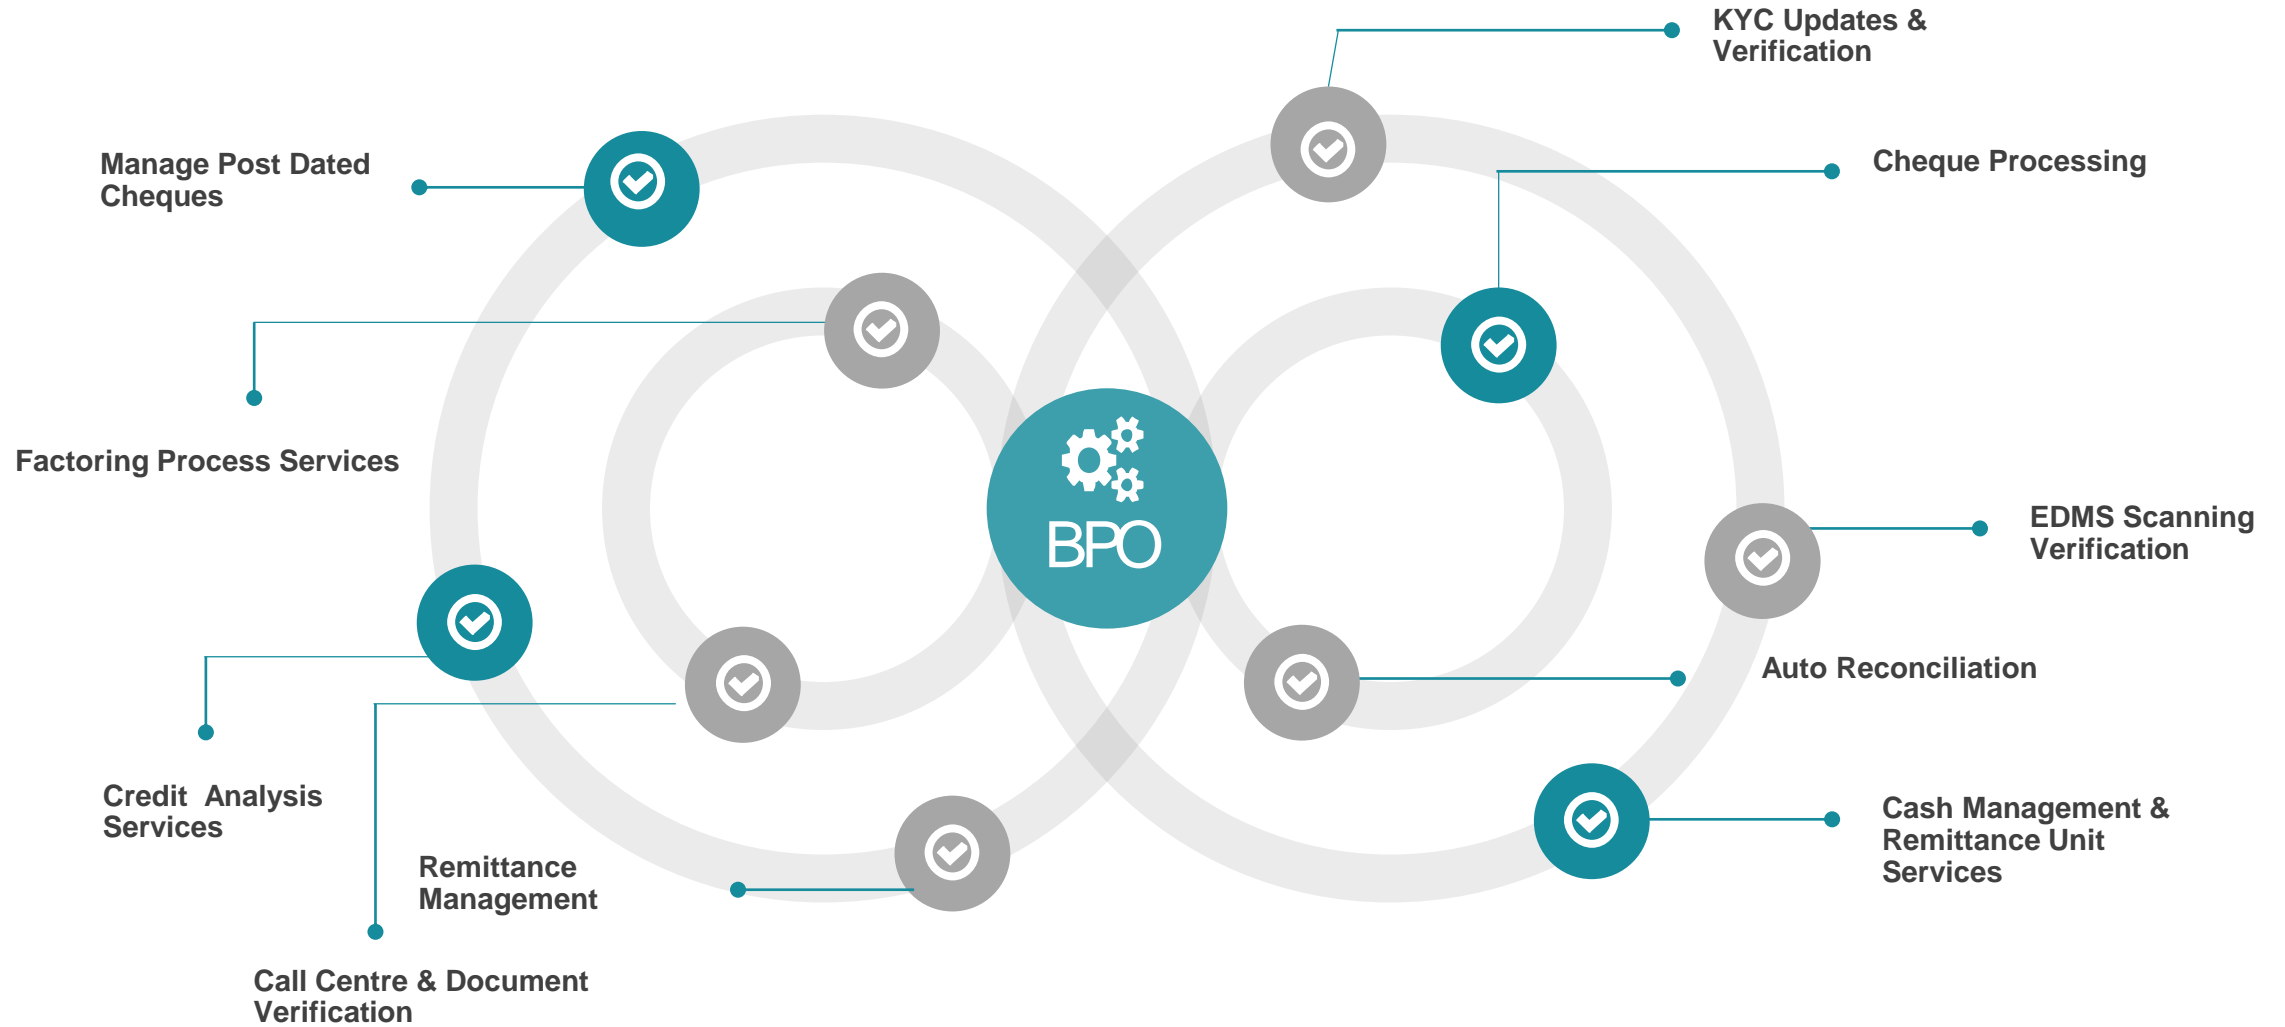 KYC Updates &
Verification
Manage Post Dated
Cheques
Cheque Processing
Factoring Process Services
BPO
EDMS Scanning
Verification
Auto Reconciliation
Credit  Analysis
Services
Cash Management &
Remittance Unit
Services
Remittance
Management
Call Centre & Document
Verification